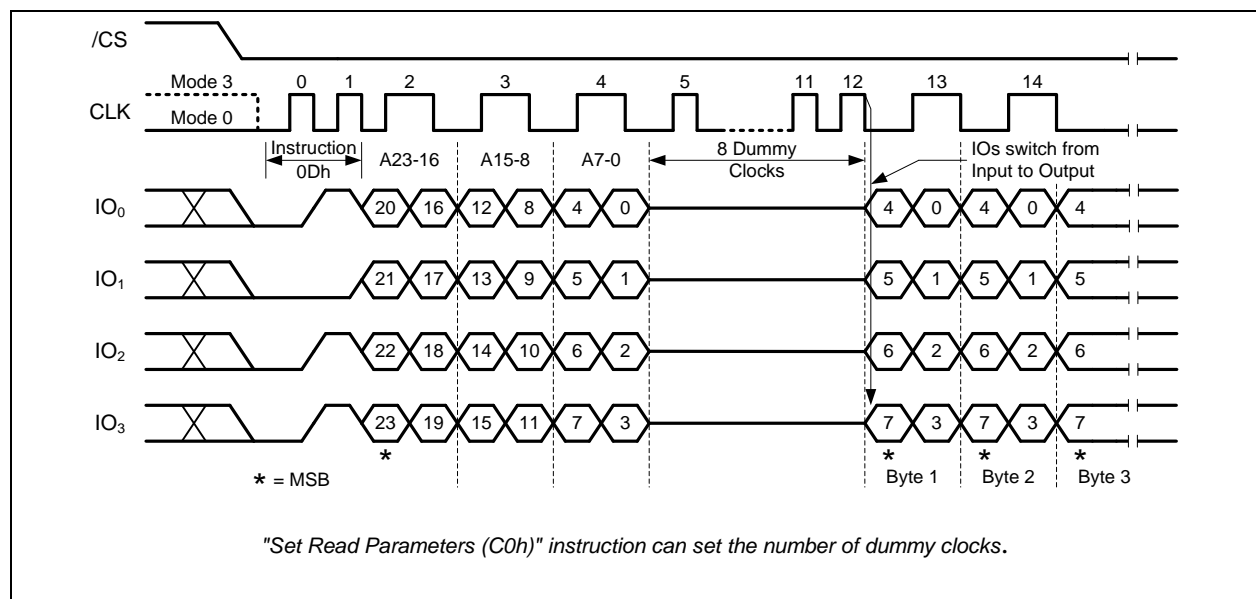 /CS
Mode 3 0 1 2 3 4 5 11 12 13 14
CLK Mode 0
Instruction 8 Dummy IOs switch from
0Dh A23-16 A15-8 A7-0 Clocks Input to Output
IO₀ 20 16 12 8 4 0 4 0 4 0 4
IO₁ 21 17 13 9 5 1 5 1 5 1 5
IO₂ 22 18 14 10 6 2 6 2 6 2 6
IO₃ 23 19 15 11 7 3 7 3 7 3 7
* * * *
* = MSB Byte 1 Byte 2 Byte 3
"Set Read Parameters (C0h)" instruction can set the number of dummy clocks.